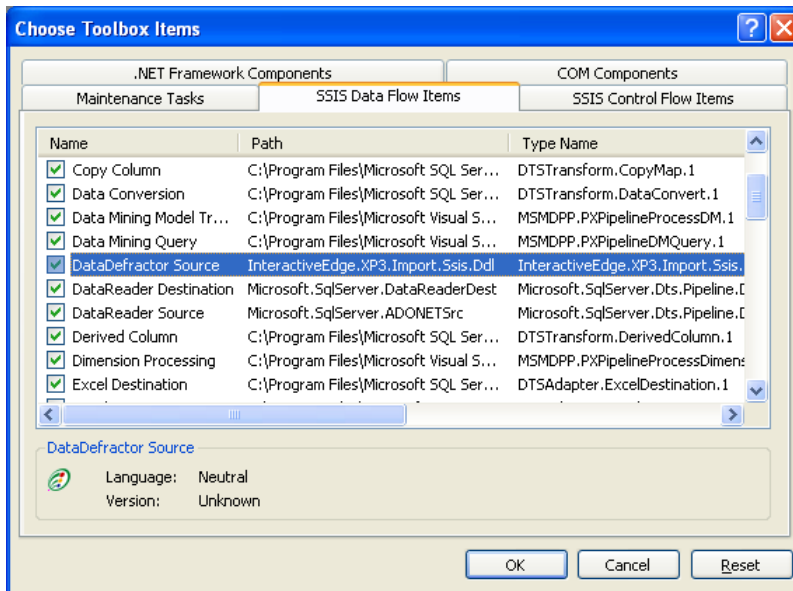 Choose Toolbox Items
.NET Framework Components COM Components
Maintenance Tasks SSIS Data Flow Items SSIS Control Flow Items
Name Path Type Name
Copy Column C:\Program Files\Microsoft SQL Ser... DTSTransform.CopyMap.1
Data Conversion C:\Program Files\Microsoft SQL Ser... DTSTransform.DataConvert.1
Data Mining Model Tr... C:\Program Files\Microsoft Visual S... MSMDPP.PXPipelineProcessDM.1
Data Mining Query C:\Program Files\Microsoft Visual S... MSMDPP.PXPipelineDMQuery.1
DataDefractor Source InteractiveEdge.XP3.Import.Ssis.Ddl InteractiveEdge.XP3.Import.Ssis.
DataReader Destination Microsoft.SqlServer.DataReaderDest Microsoft.SqlServer.Dts.Pipeline.D
DataReader Source Microsoft.SqlServer.ADONETSrc Microsoft.SqlServer.Dts.Pipeline.D
Derived Column C:\Program Files\Microsoft SQL Ser... DTSTransform.DerivedColumn.1
Dimension Processing C:\Program Files\Microsoft Visual S... MSMDPP.PXPipelineProcessDimens
Excel Destination C:\Program Files\Microsoft SQL Ser... DTSAdapter.ExcelDestination.1
DataDefractor Source
Language: Neutral
Version: Unknown
OK Cancel Reset